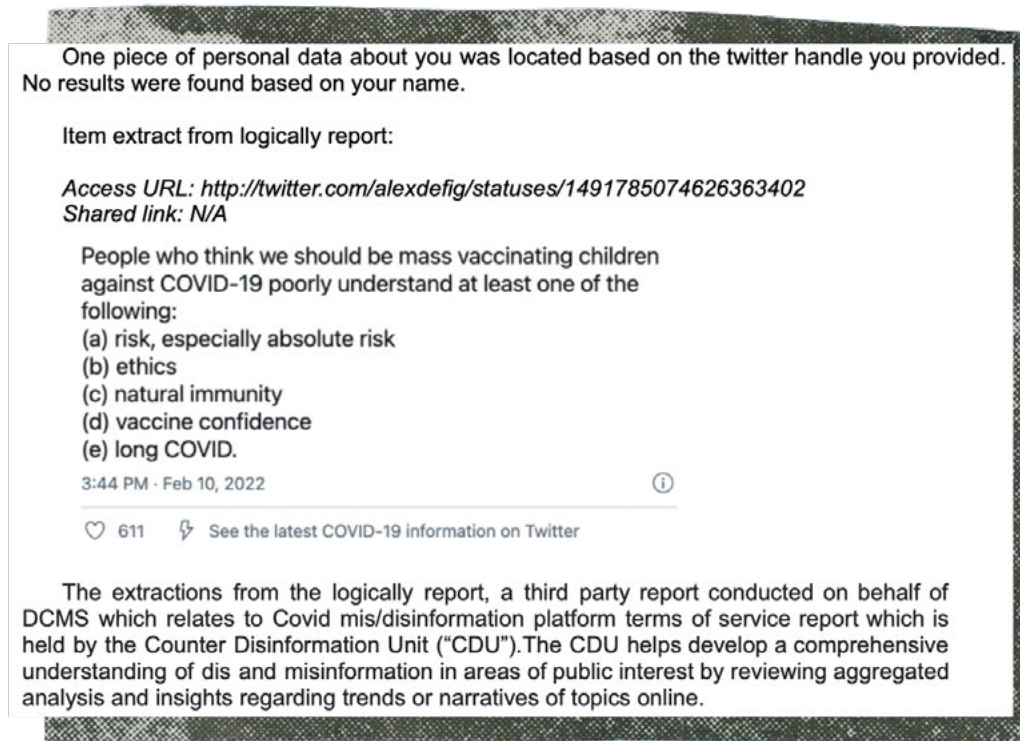 One piece of personal data about you was located based on the twitter handle you provided.
No results were found based on your name.
Item extract from logically report:
Access URL: http://twitter.com/alexdefig/statuses/1491785074626363402
Shared link: N/A
People who think we should be mass vaccinating children
against COVID-19 poorly understand at least one of the
following:
(a) risk, especially absolute risk
(b) ethics
(c) natural immunity
(d) vaccine confidence
(e) long COVID.
3:44 PM · Feb 10, 2022
611 See the latest COVID-19 information on Twitter
The extractions from the logically report, a third party report conducted on behalf of
DCMS which relates to Covid mis/disinformation platform terms of service report which is
held by the Counter Disinformation Unit (“CDU”).The CDU helps develop a comprehensive
understanding of dis and misinformation in areas of public interest by reviewing aggregated
analysis and insights regarding trends or narratives of topics online.